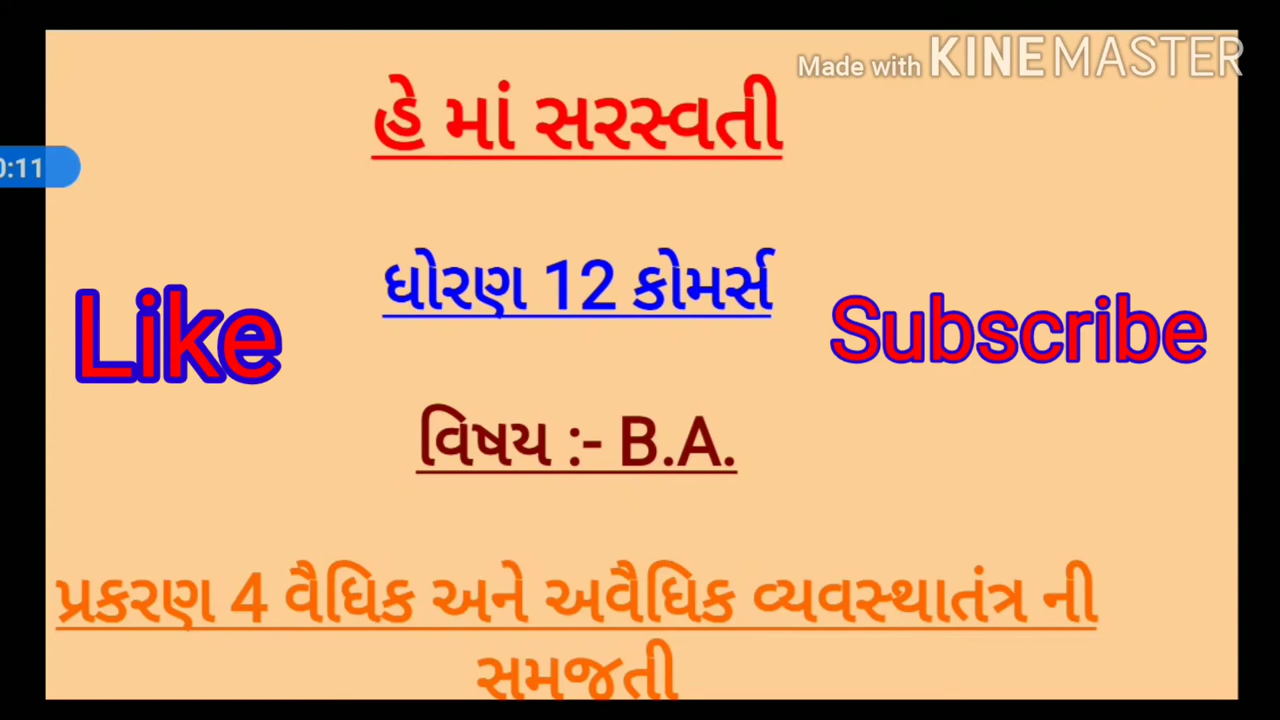 Made with KINEMASTER
હે માં સરસ્વતી
0:11
ધોરણ 12 કોમર્સ
Like
Subscribe
વિષય :- B.A.
પ્રકરણ 4 વૈધિક અને અવૈધિક વ્યવસ્થાતંત્ર ની
સમજતી